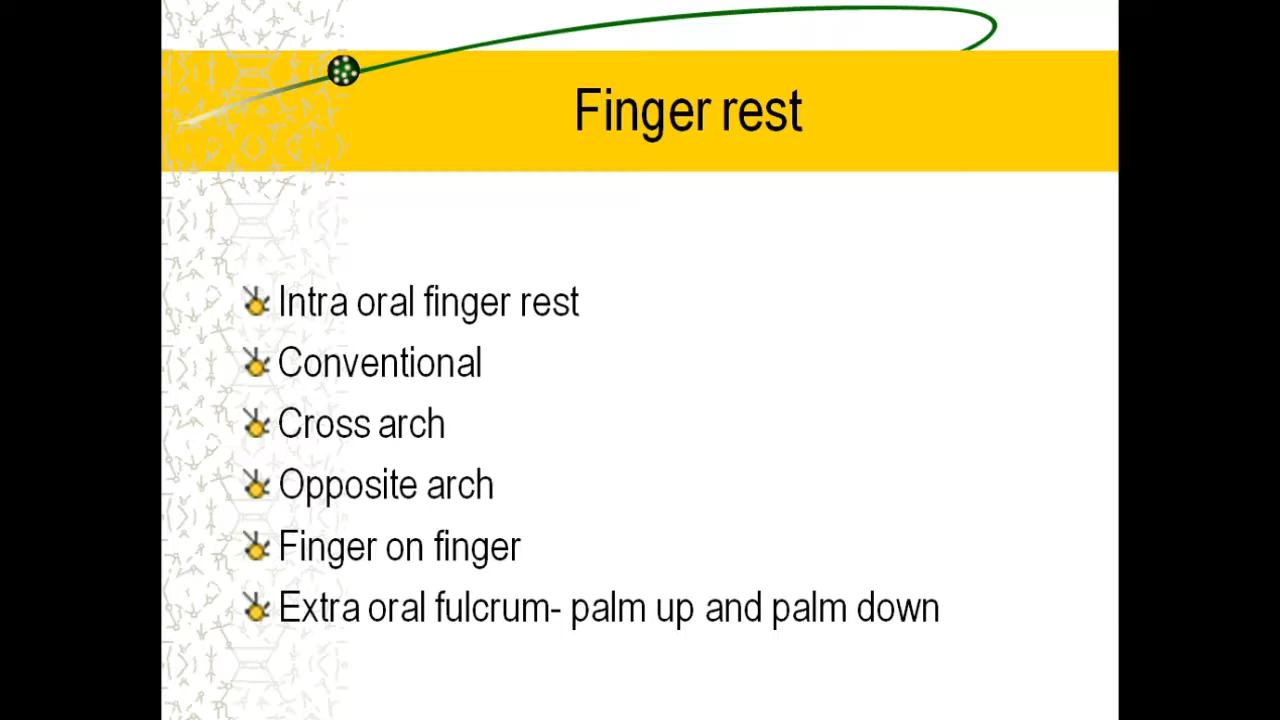 Finger rest
Intra oral finger rest
Conventional
Cross arch
Opposite arch
Finger on finger
Extra oral fulcrum- palm up and palm down